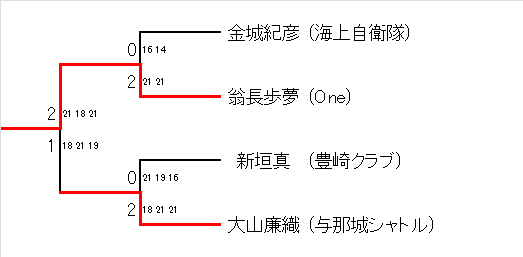 金城紀彦 (海上自衛隊)
0 16 14
2 21 21
翁長歩夢 (One)
2 21 18 21
1 18 21 19
新垣真 (豊崎クラブ)
0 21 19 16
2 18 21 21
大山廉織 (与那城シャトル)